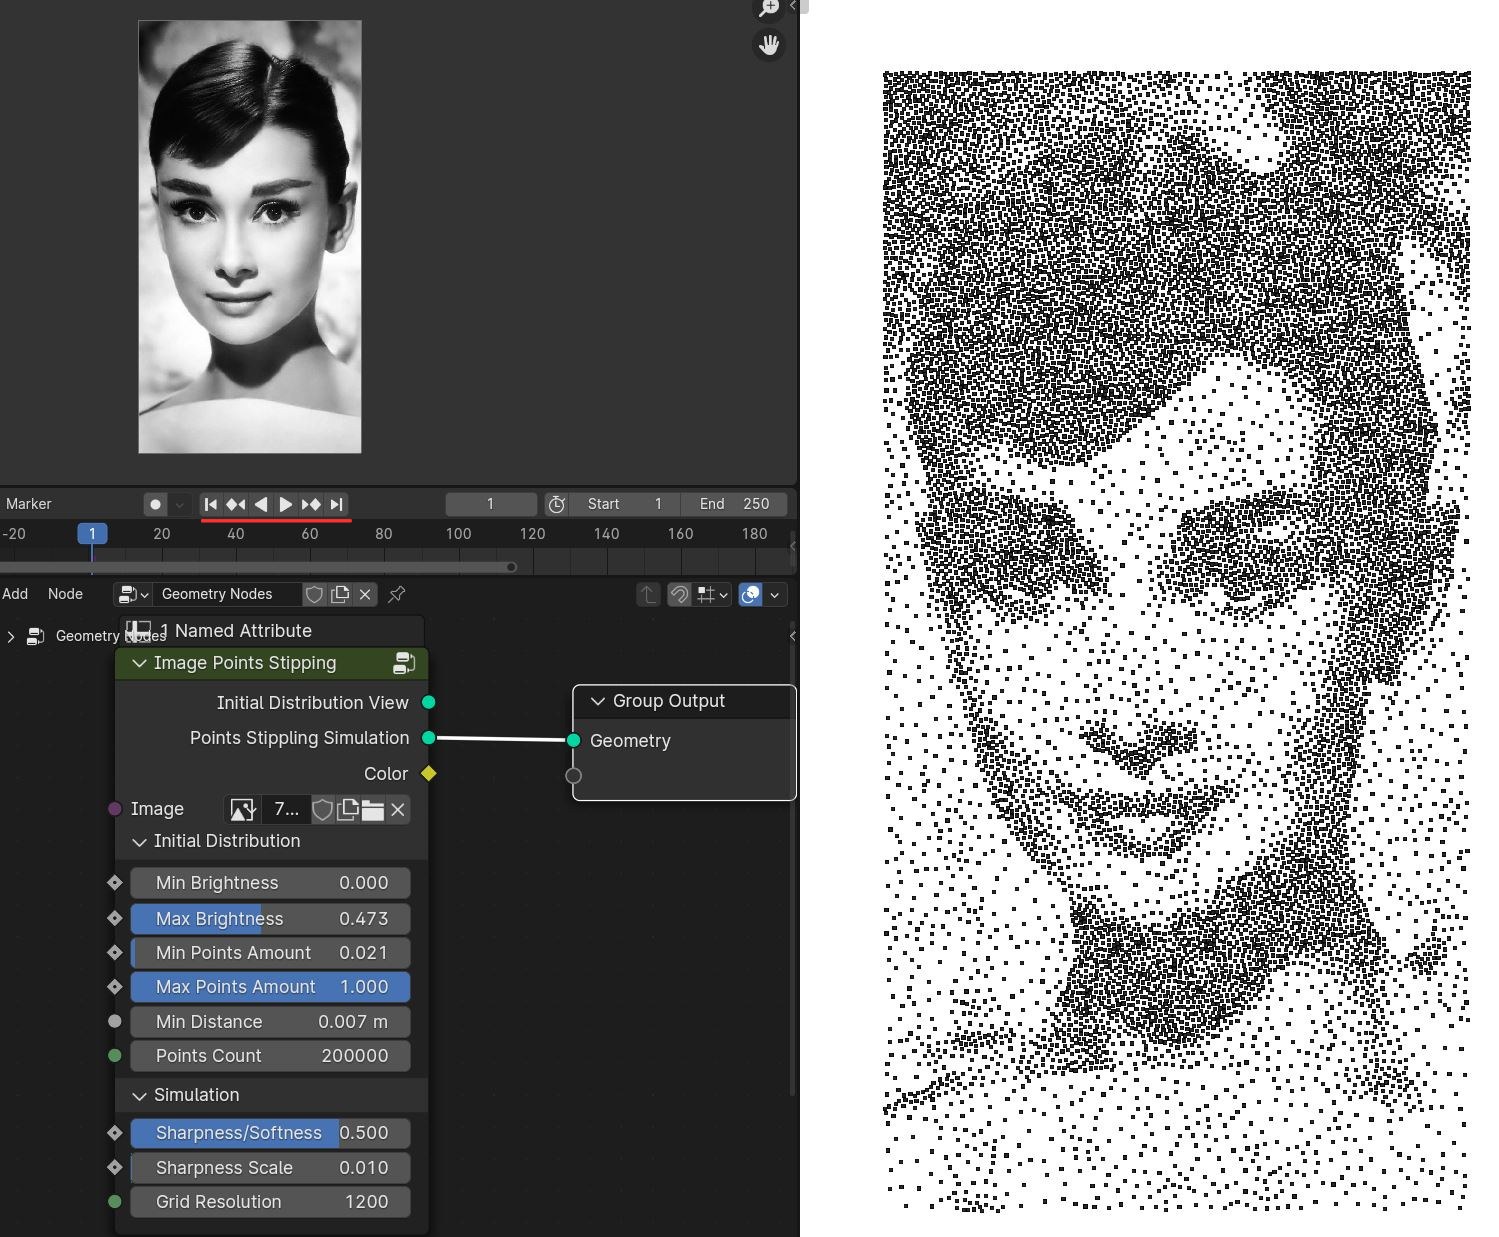 Marker
1
Start 1
End 250
-20 1 20 40 60 80 100 120 140 160 180
Add Node Geometry Nodes
Geometry Nodes
1 Named Attribute
Image Points Stipping
Initial Distribution View
Points Stippling Simulation
Color
Group Output
Geometry
Image 7...
Initial Distribution
Min Brightness 0.000
Max Brightness 0.473
Min Points Amount 0.021
Max Points Amount 1.000
Min Distance 0.007 m
Points Count 200000
Simulation
Sharpness/Softness 0.500
Sharpness Scale 0.010
Grid Resolution 1200